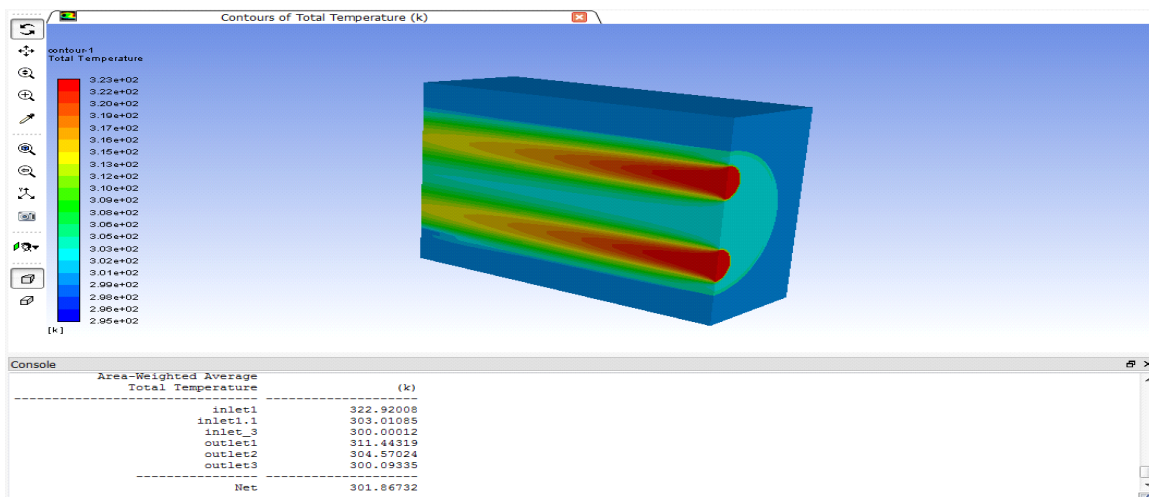 Contours of Total Temperature (k)
contour-1
Total Temperature
3.23e+02
3.22e+02
3.20e+02
3.19e+02
3.17e+02
3.16e+02
3.15e+02
3.13e+02
3.12e+02
3.10e+02
3.09e+02
3.08e+02
3.06e+02
3.05e+02
3.03e+02
3.02e+02
3.01e+02
2.99e+02
2.98e+02
2.96e+02
2.95e+02
[k]
Console
Area-Weighted Average
Total Temperature (k)
inlet1 322.92008
inlet1.1 303.01085
inlet_3 300.00012
outlet1 311.44319
outlet2 304.57024
outlet3 300.09335
Net 301.86732